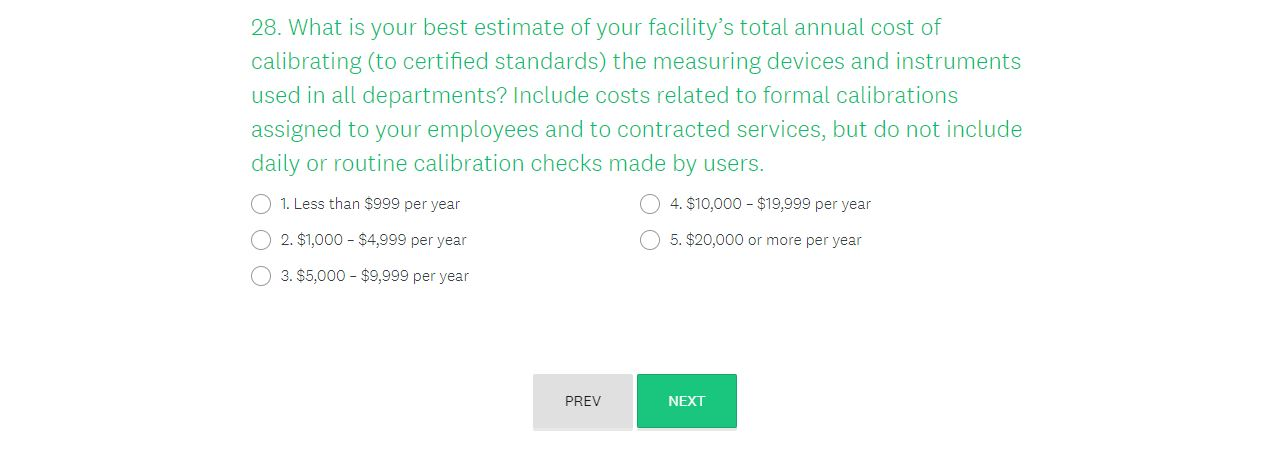 28. What is your best estimate of your facility’s total annual cost of
calibrating (to certified standards) the measuring devices and instruments
used in all departments? Include costs related to formal calibrations
assigned to your employees and to contracted services, but do not include
daily or routine calibration checks made by users.
1. Less than $999 per year
2. $1,000 – $4,999 per year
3. $5,000 – $9,999 per year
4. $10,000 – $19,999 per year
5. $20,000 or more per year
PREV
NEXT